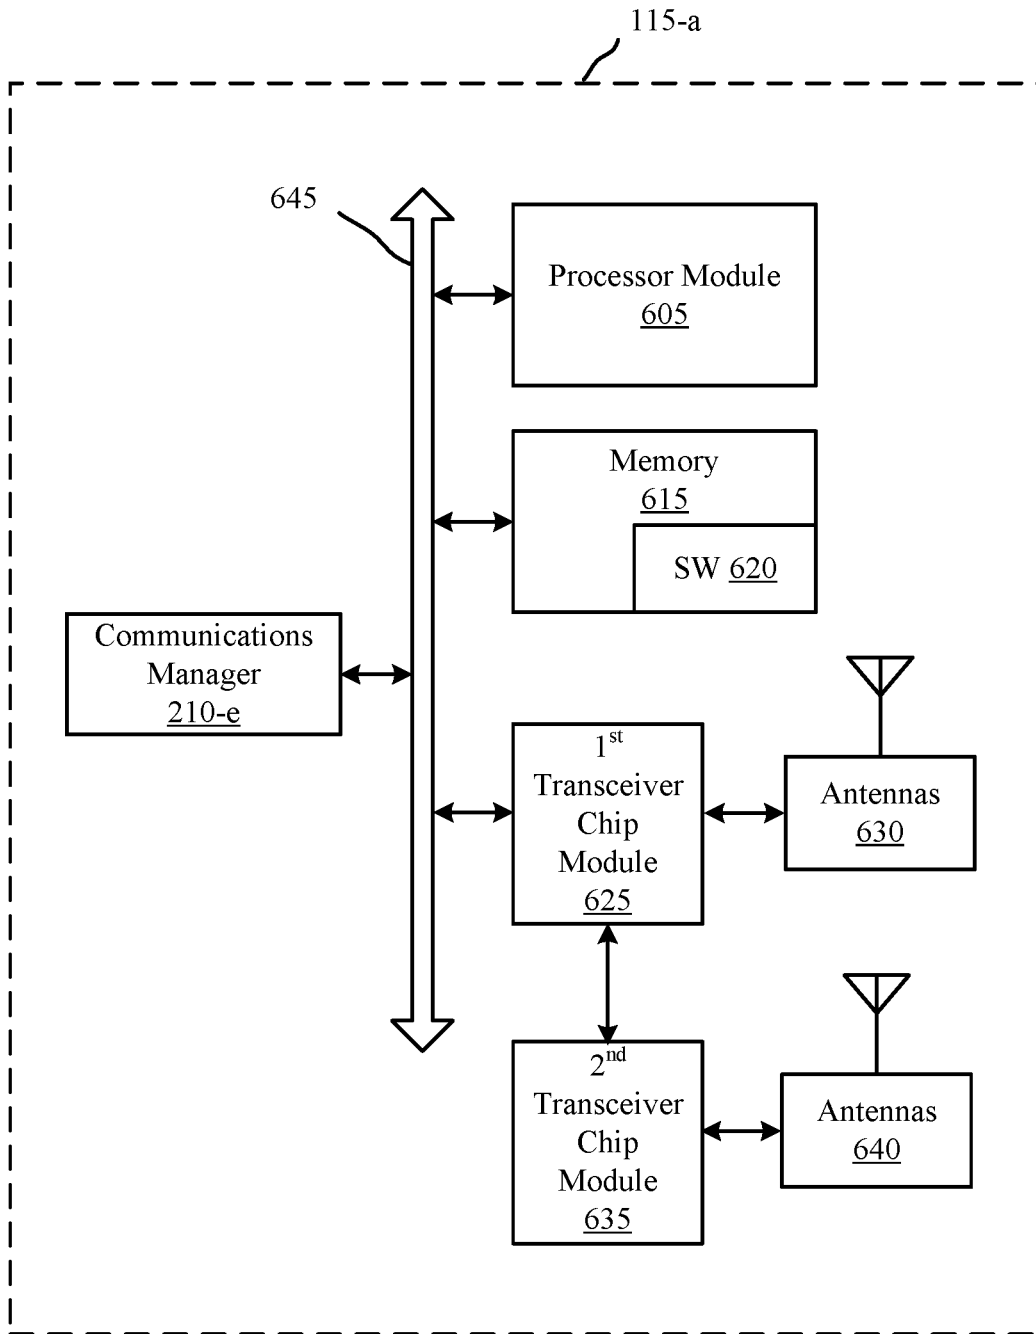 115-a
645
Processor Module
605
Memory
615
SW 620
Communications
Manager
210-e
1st
Transceiver
Chip
Module
625
Antennas
630
2nd
Transceiver
Chip
Module
635
Antennas
640